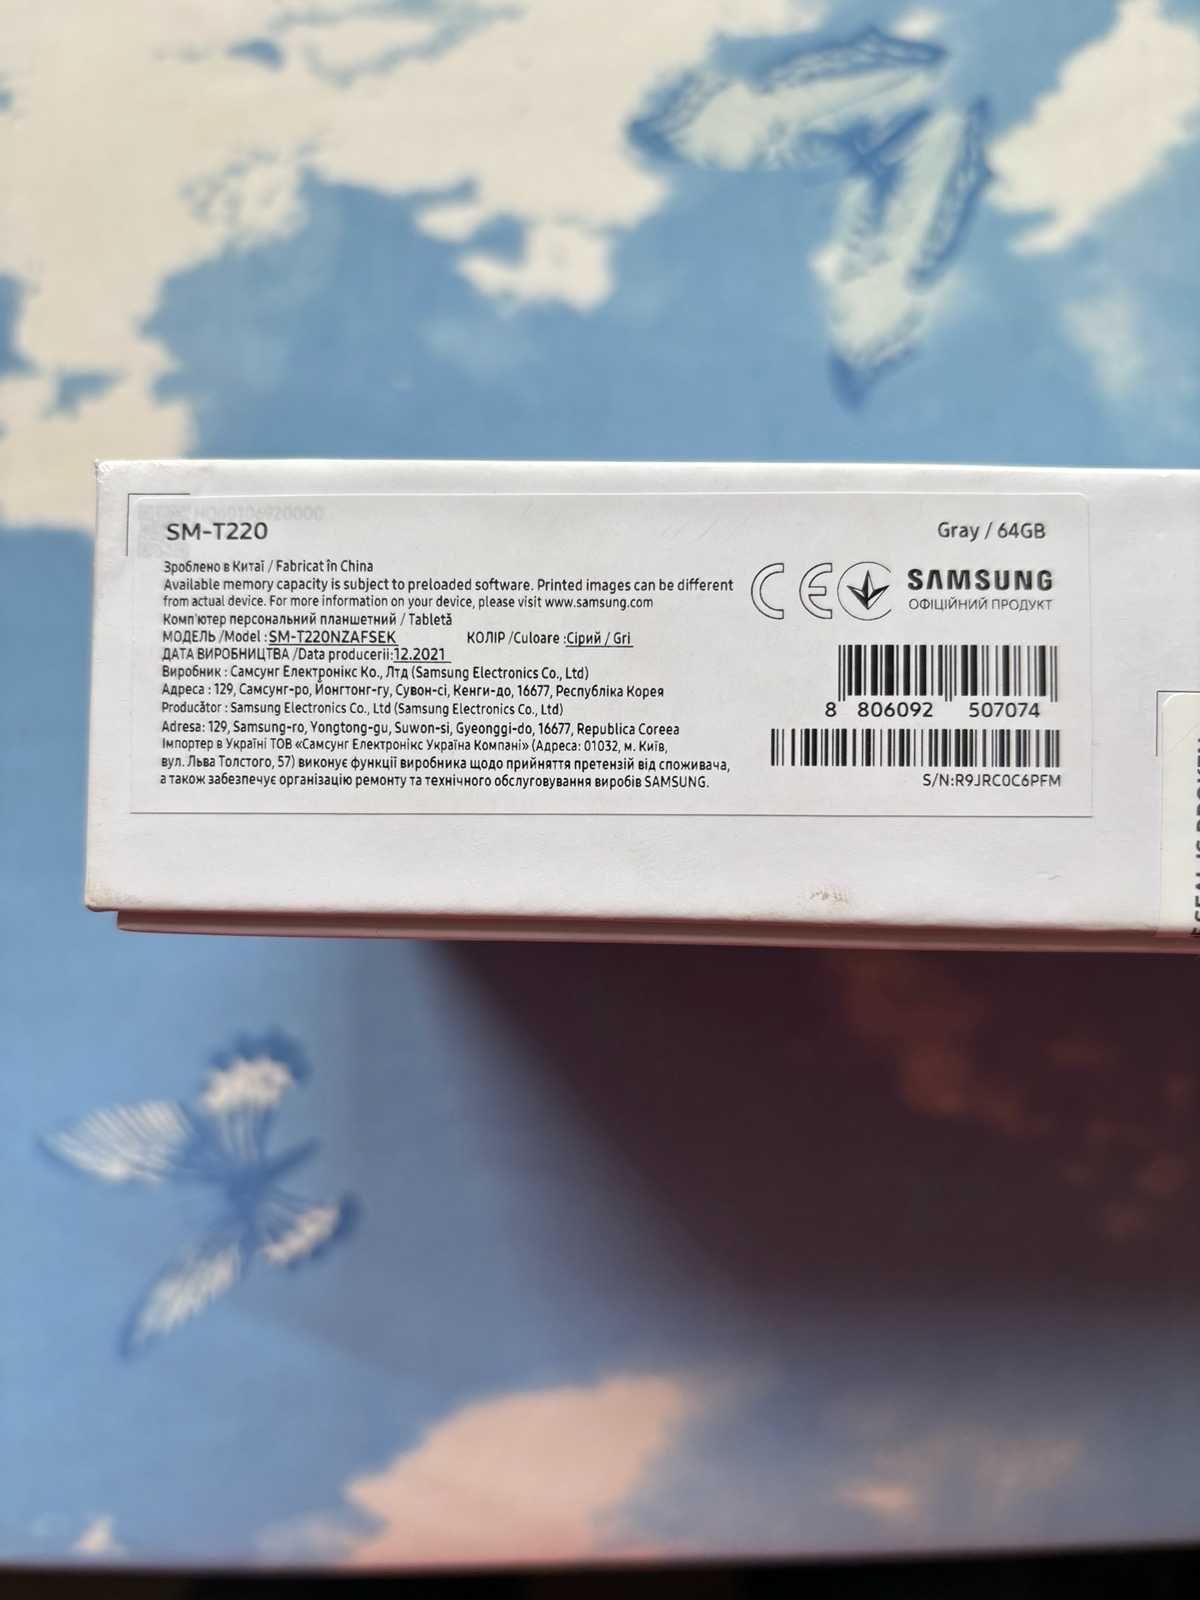 HO60106920000
SM-T220
Gray / 64GB
Зроблено в Китаї / Fabricat în China
Available memory capacity is subject to preloaded software. Printed images can be different
from actual device. For more information on your device, please visit www.samsung.com
Комп'ютер персональний планшетний / Tabletă
МОДЕЛЬ /Model :SM-T220NZAFSEK КОЛІР /Culoare :Сірий / Gri
ДАТА ВИРОБНИЦТВА /Data producerii:12.2021
Виробник : Самсунг Електронікс Ко., Лтд (Samsung Electronics Co., Ltd)
Адреса : 129, Самсунг-ро, Йонгтонг-гу, Сувон-сі, Кенги-до, 16677, Республіка Корея
Producător : Samsung Electronics Co., Ltd (Samsung Electronics Co., Ltd)
Adresa: 129, Samsung-ro, Yongtong-gu, Suwon-si, Gyeonggi-do, 16677, Republica Coreea
Імпортер в Україні ТОВ «Самсунг Електронікс Україна Компані» (Адреса: 01032, м. Київ,
вул. Льва Толстого, 57) виконує функції виробника щодо прийняття претензій від споживача,
а також забезпечує організацію ремонту та технічного обслуговування виробів SAMSUNG.
CE
SAMSUNG
ОФІЦІЙНИЙ ПРОДУКТ
8 806092 507074
S/N:R9JRC0C6PFM